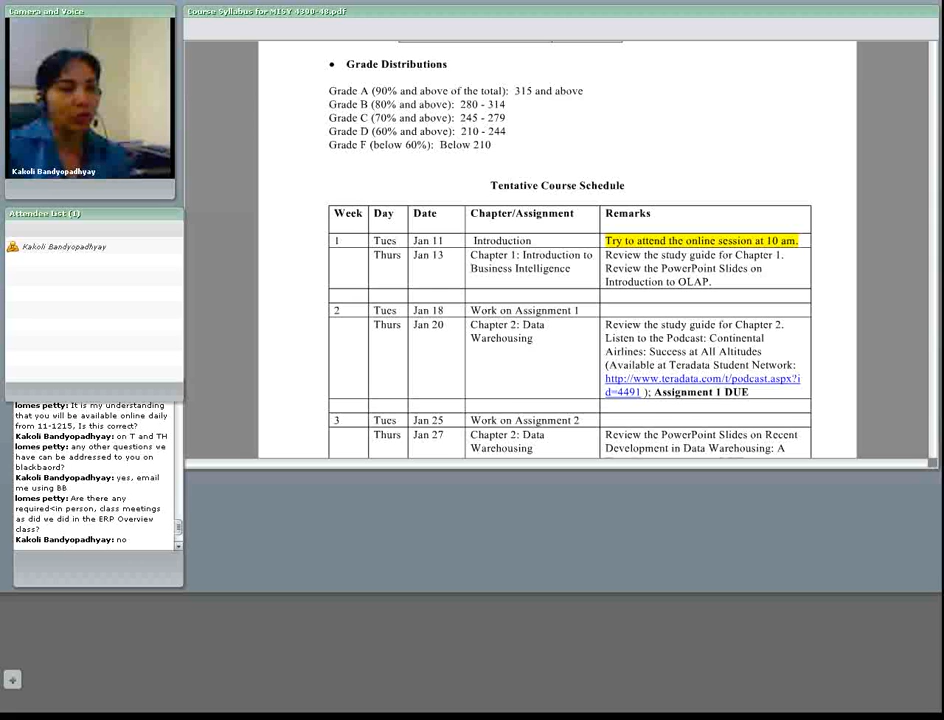 Camera and Voice
Kakoli Bandyopadhyay
Attendee List (1)
Kakoli Bandyopadhyay
lomes petty: It is my understanding
that you will be available online daily
from 11-1215, Is this correct?
Kakoli Bandyopadhyay: on T and TH
lomes petty: any other questions we
have can be addressed to you on
blackbaord?
Kakoli Bandyopadhyay: yes, email
me using BB
lomes petty: Are there any
required<in person, class meetings
as did we did in the ERP Overview
class?
Kakoli Bandyopadhyay: no
Course Syllabus for MISY 4300-48.pdf
• Grade Distributions
Grade A (90% and above of the total): 315 and above
Grade B (80% and above): 280 - 314
Grade C (70% and above): 245 - 279
Grade D (60% and above): 210 - 244
Grade F (below 60%): Below 210
Tentative Course Schedule
Week Day Date Chapter/Assignment Remarks
1 Tues Jan 11 Introduction Try to attend the online session at 10 am.
Thurs Jan 13 Chapter 1: Introduction to Review the study guide for Chapter 1.
Business Intelligence Review the PowerPoint Slides on
Introduction to OLAP.
2 Tues Jan 18 Work on Assignment 1
Thurs Jan 20 Chapter 2: Data Review the study guide for Chapter 2.
Warehousing Listen to the Podcast: Continental
Airlines: Success at All Altitudes
(Available at Teradata Student Network:
http://www.teradata.com/t/podcast.aspx?i
d=4491 ); Assignment 1 DUE
3 Tues Jan 25 Work on Assignment 2
Thurs Jan 27 Chapter 2: Data Review the PowerPoint Slides on Recent
Warehousing Development in Data Warehousing: A